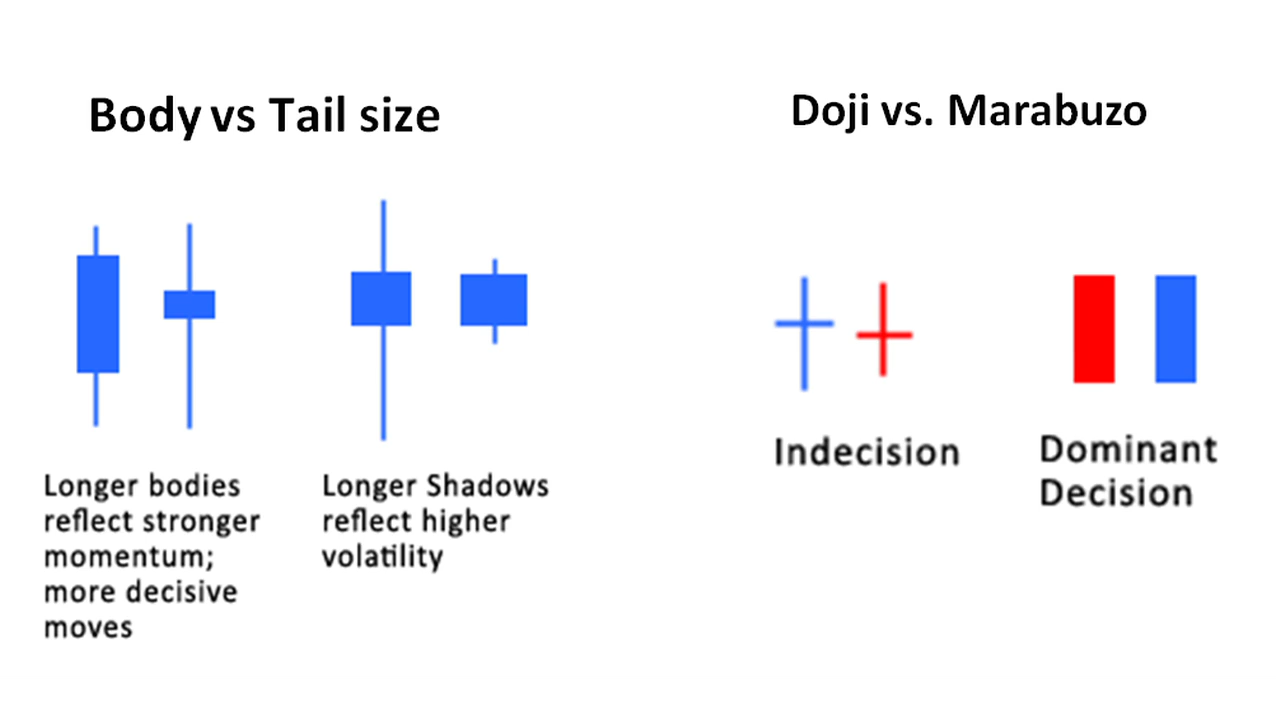 Body vs Tail size
Longer bodies
reflect stronger
momentum;
more decisive
moves
Longer Shadows
reflect higher
volatility
Doji vs. Marabuzo
Indecision
Dominant
Decision